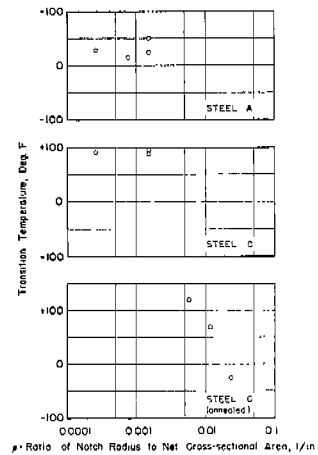 +100
0
-100
STEEL A
+100
0
-100
STEEL C
+100
0
-100
STEEL C
(annealed)
Transition Temperature, Deg. F
0.0001 0.001 0.01 0.1
ρ-Ratio of Notch Radius to Net Cross-sectional Area, 1/in